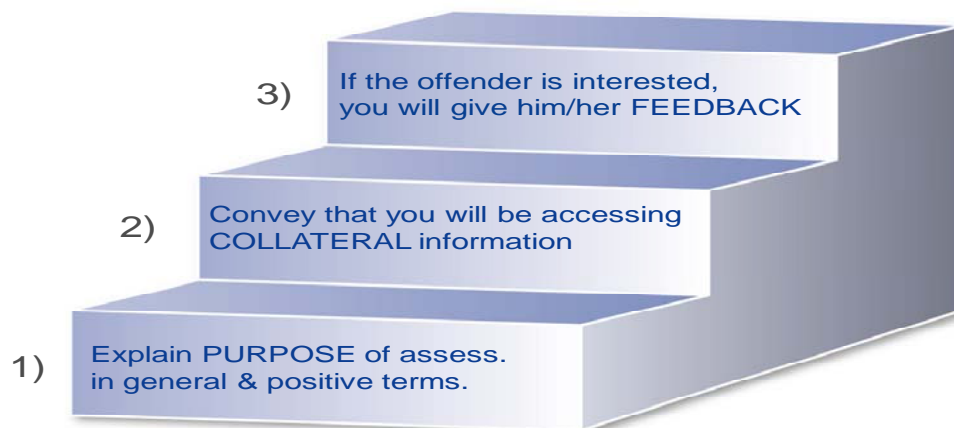 3) If the offender is interested,
you will give him/her FEEDBACK
2) Convey that you will be accessing
COLLATERAL information
1) Explain PURPOSE of assess.
in general & positive terms.